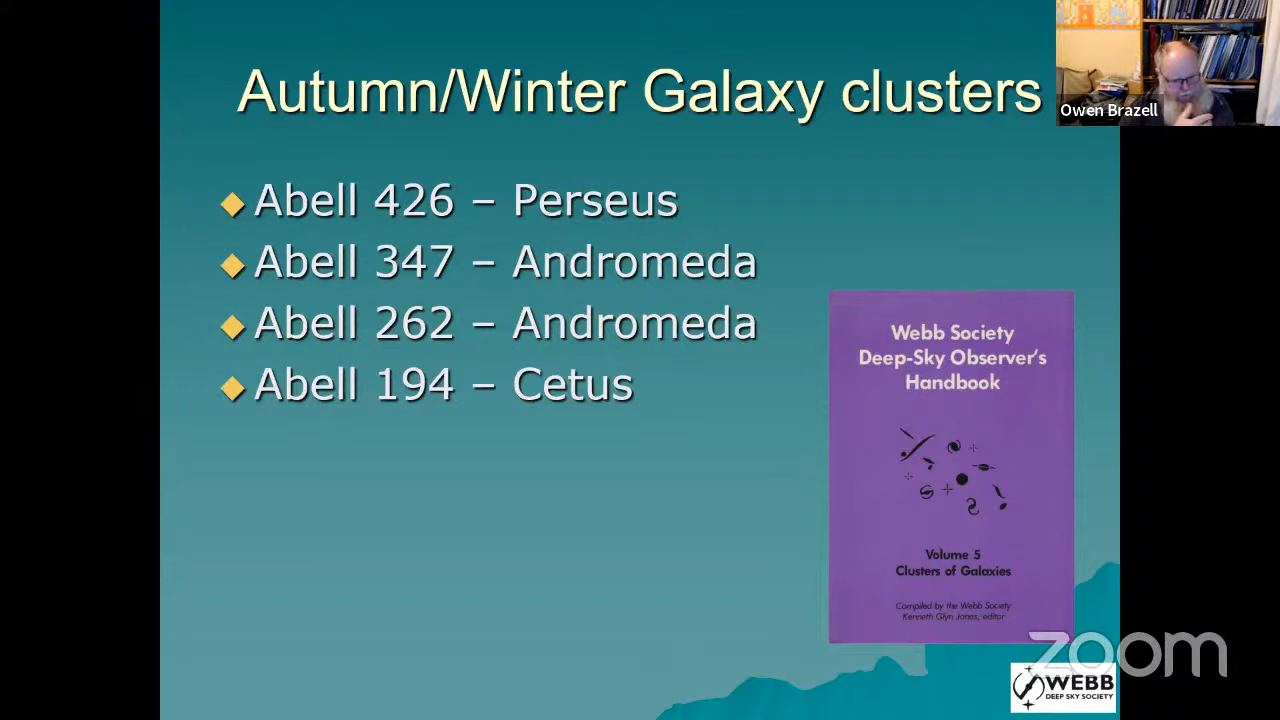 Autumn/Winter Galaxy clusters
Owen Brazell
Abell 426 – Perseus
Abell 347 – Andromeda
Abell 262 – Andromeda
Abell 194 – Cetus
Webb Society
Deep-Sky Observer's
Handbook
Volume 5
Clusters of Galaxies
Compiled by the Webb Society
Kenneth Glyn Jones, editor
zoom
WEBB
DEEP SKY SOCIETY